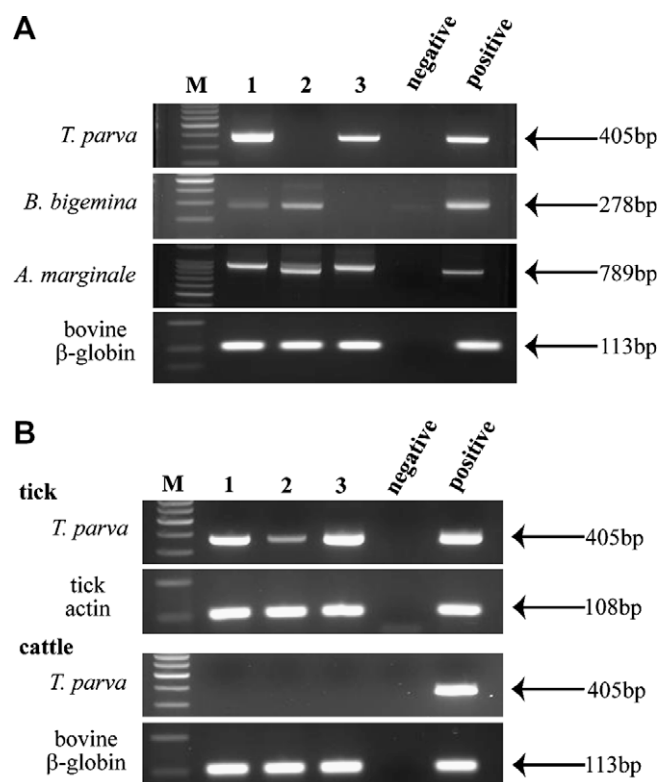 A
M 1 2 3 negative positive
T. parva 405bp
B. bigemina 278bp
A. marginale 789bp
bovine
β-globin 113bp
B
M 1 2 3 negative positive
tick
T. parva 405bp
tick
actin 108bp
cattle
T. parva 405bp
bovine
β-globin 113bp